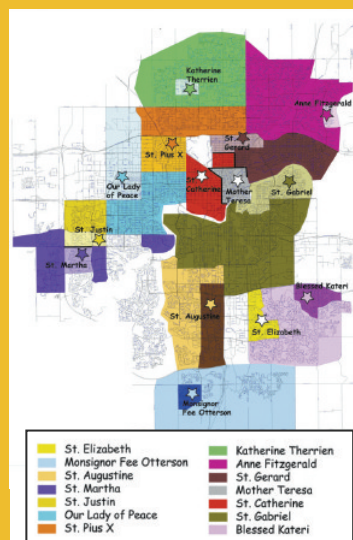 Katherine
Therrien
Anne Fitzgerald
St.
Gerard
St. Pius X
St.
Catherine
Mother
Teresa
St. Gabriel
Our Lady
of Peace
St. Justin
St. Martha
Blessed Kateri
St. Augustine
St. Elizabeth
Monsignor
Fee Otterson
St. Elizabeth
Monsignor Fee Otterson
St. Augustine
St. Martha
St. Justin
Our Lady of Peace
St. Pius X
Katherine Therrien
Anne Fitzgerald
St. Gerard
Mother Teresa
St. Catherine
St. Gabriel
Blessed Kateri